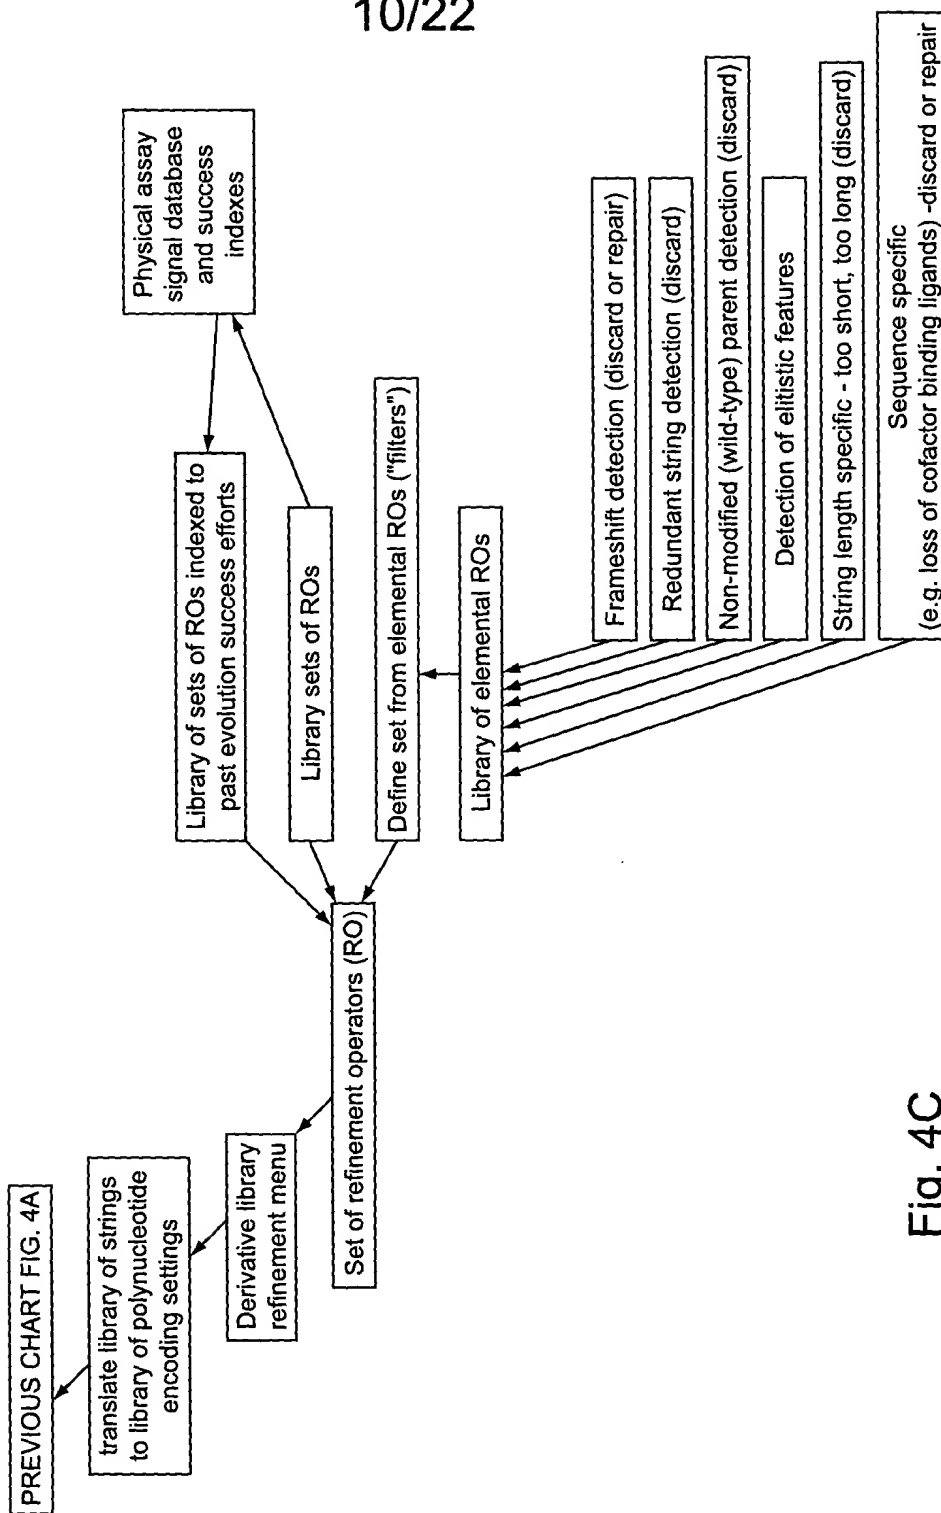 10/22
PREVIOUS CHART FIG. 4A
translate library of strings
to library of polynucleotide
encoding settings
Derivative library
refinement menu
Set of refinement operators (RO)
Library of sets of ROs indexed to
past evolution success efforts
Physical assay
signal database
and success
indexes
Library sets of ROs
Define set from elemental ROs ("filters")
Library of elemental ROs
Frameshift detection (discard or repair)
Redundant string detection (discard)
Non-modified (wild-type) parent detection (discard)
Detection of elitistic features
String length specific - too short, too long (discard)
Sequence specific
(e.g. loss of cofactor binding ligands) -discard or repair
Fig. 4C